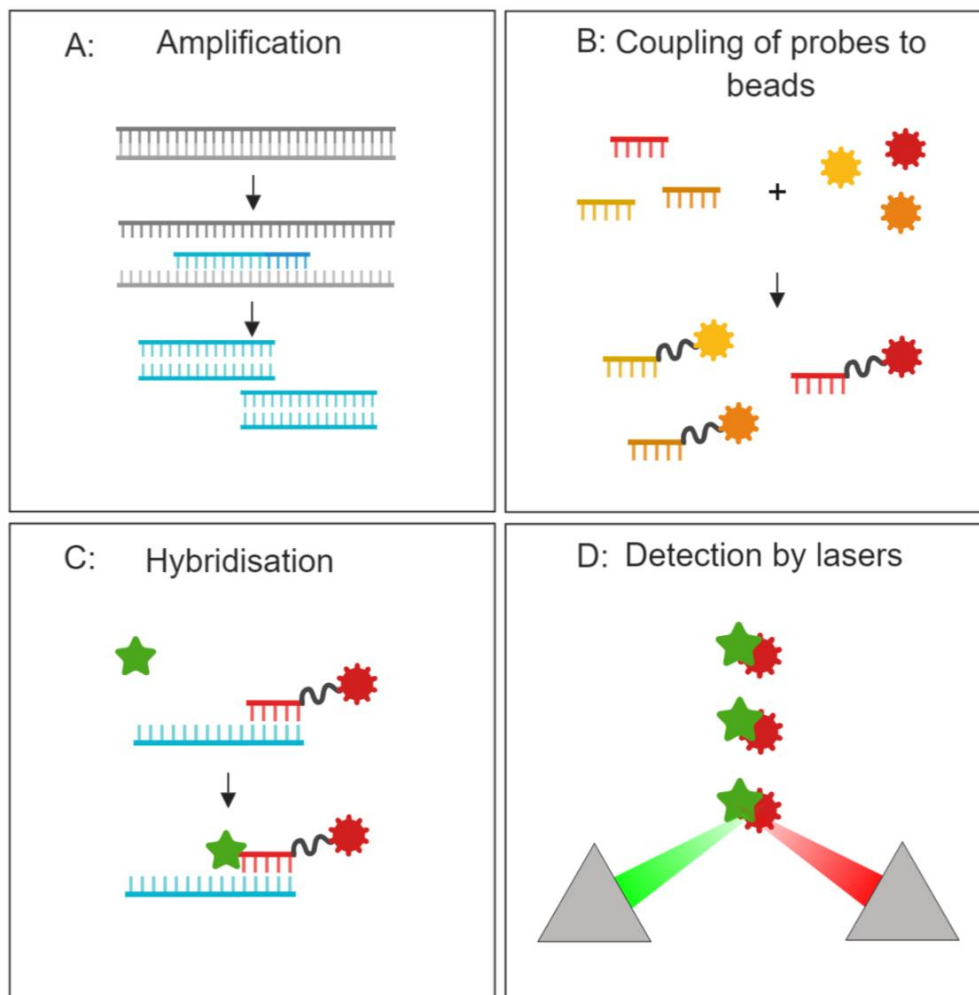 A: Amplification
B: Coupling of probes to
beads
+
C: Hybridisation
D: Detection by lasers